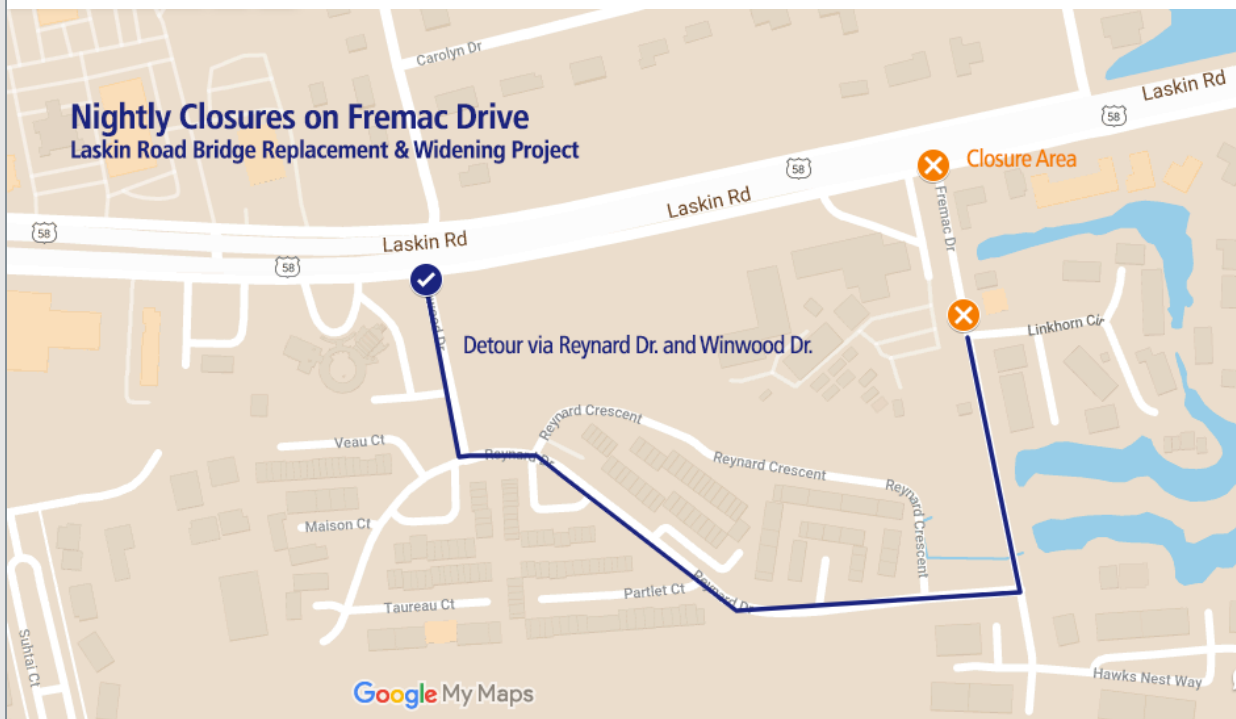 Carolyn Dr
Laskin Rd
58
Nightly Closures on Fremac Drive
Laskin Road Bridge Replacement & Widening Project
58
Closure Area
Laskin Rd
Fremac Dr
58
Laskin Rd
58
wood Dr
Linkhorn Cir
Detour via Reynard Dr. and Winwood Dr.
Reynard Crescent
Veau Ct
Reynard Dr
Reynard Crescent
Reynard Crescent
Maison Ct
Reynard Dr
Partlet Ct
Taureau Ct
Suhtai Ct
Hawks Nest Way
Google My Maps